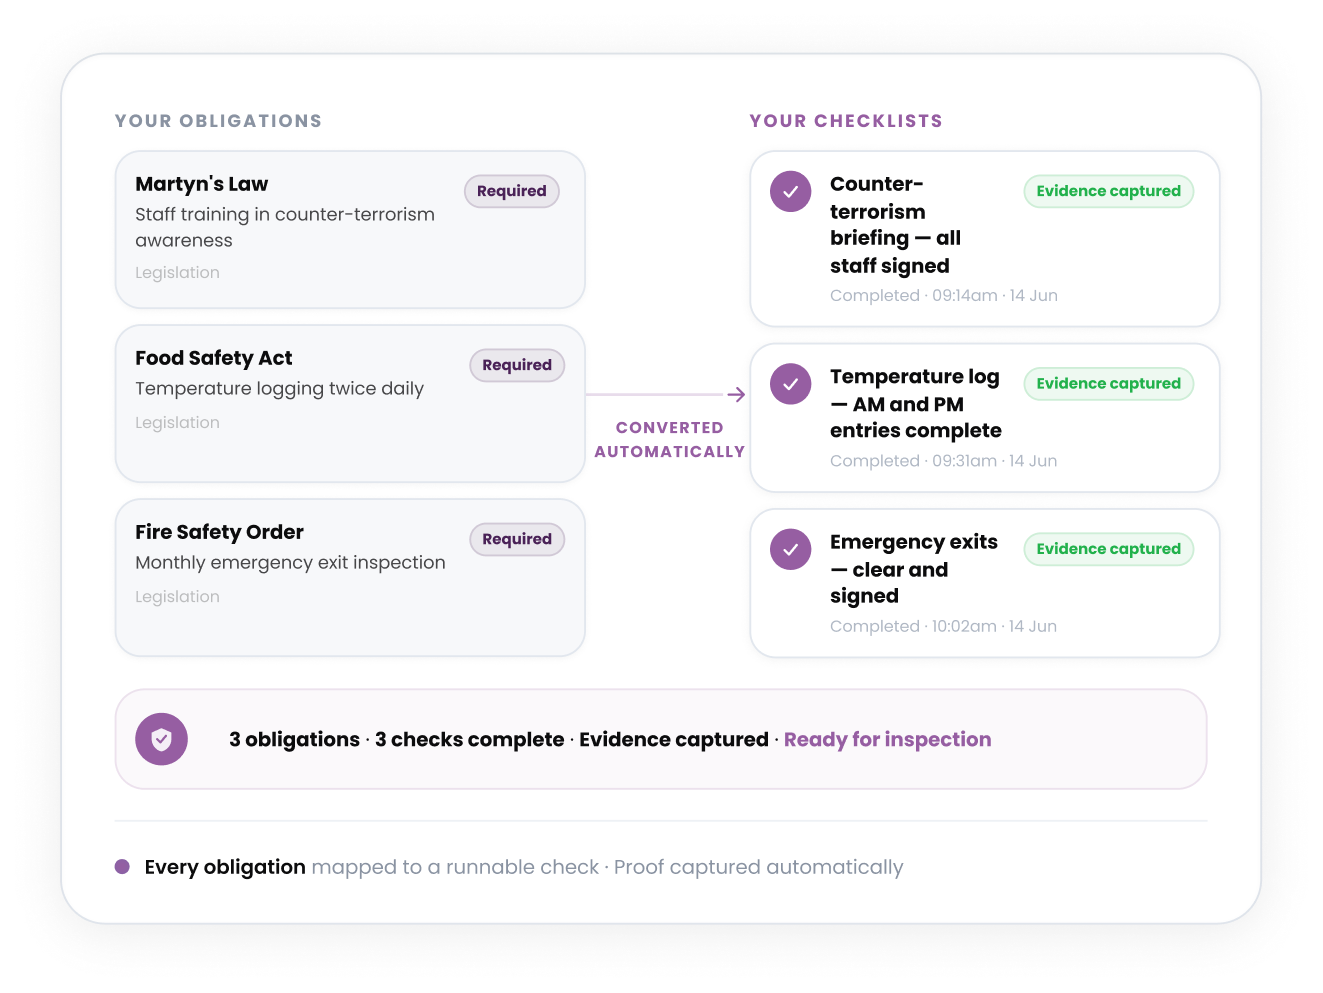 YOUR OBLIGATIONS
Martyn's Law
Required
Staff training in counter-terrorism
awareness
Legislation
Food Safety Act
Required
Temperature logging twice daily
Legislation
Fire Safety Order
Required
Monthly emergency exit inspection
Legislation
CONVERTED
AUTOMATICALLY
YOUR CHECKLISTS
Counter-
terrorism
briefing — all
staff signed
Evidence captured
Completed · 09:14am · 14 Jun
Temperature log
— AM and PM
entries complete
Evidence captured
Completed · 09:31am · 14 Jun
Emergency exits
— clear and
signed
Evidence captured
Completed · 10:02am · 14 Jun
3 obligations · 3 checks complete · Evidence captured · Ready for inspection
Every obligation mapped to a runnable check · Proof captured automatically